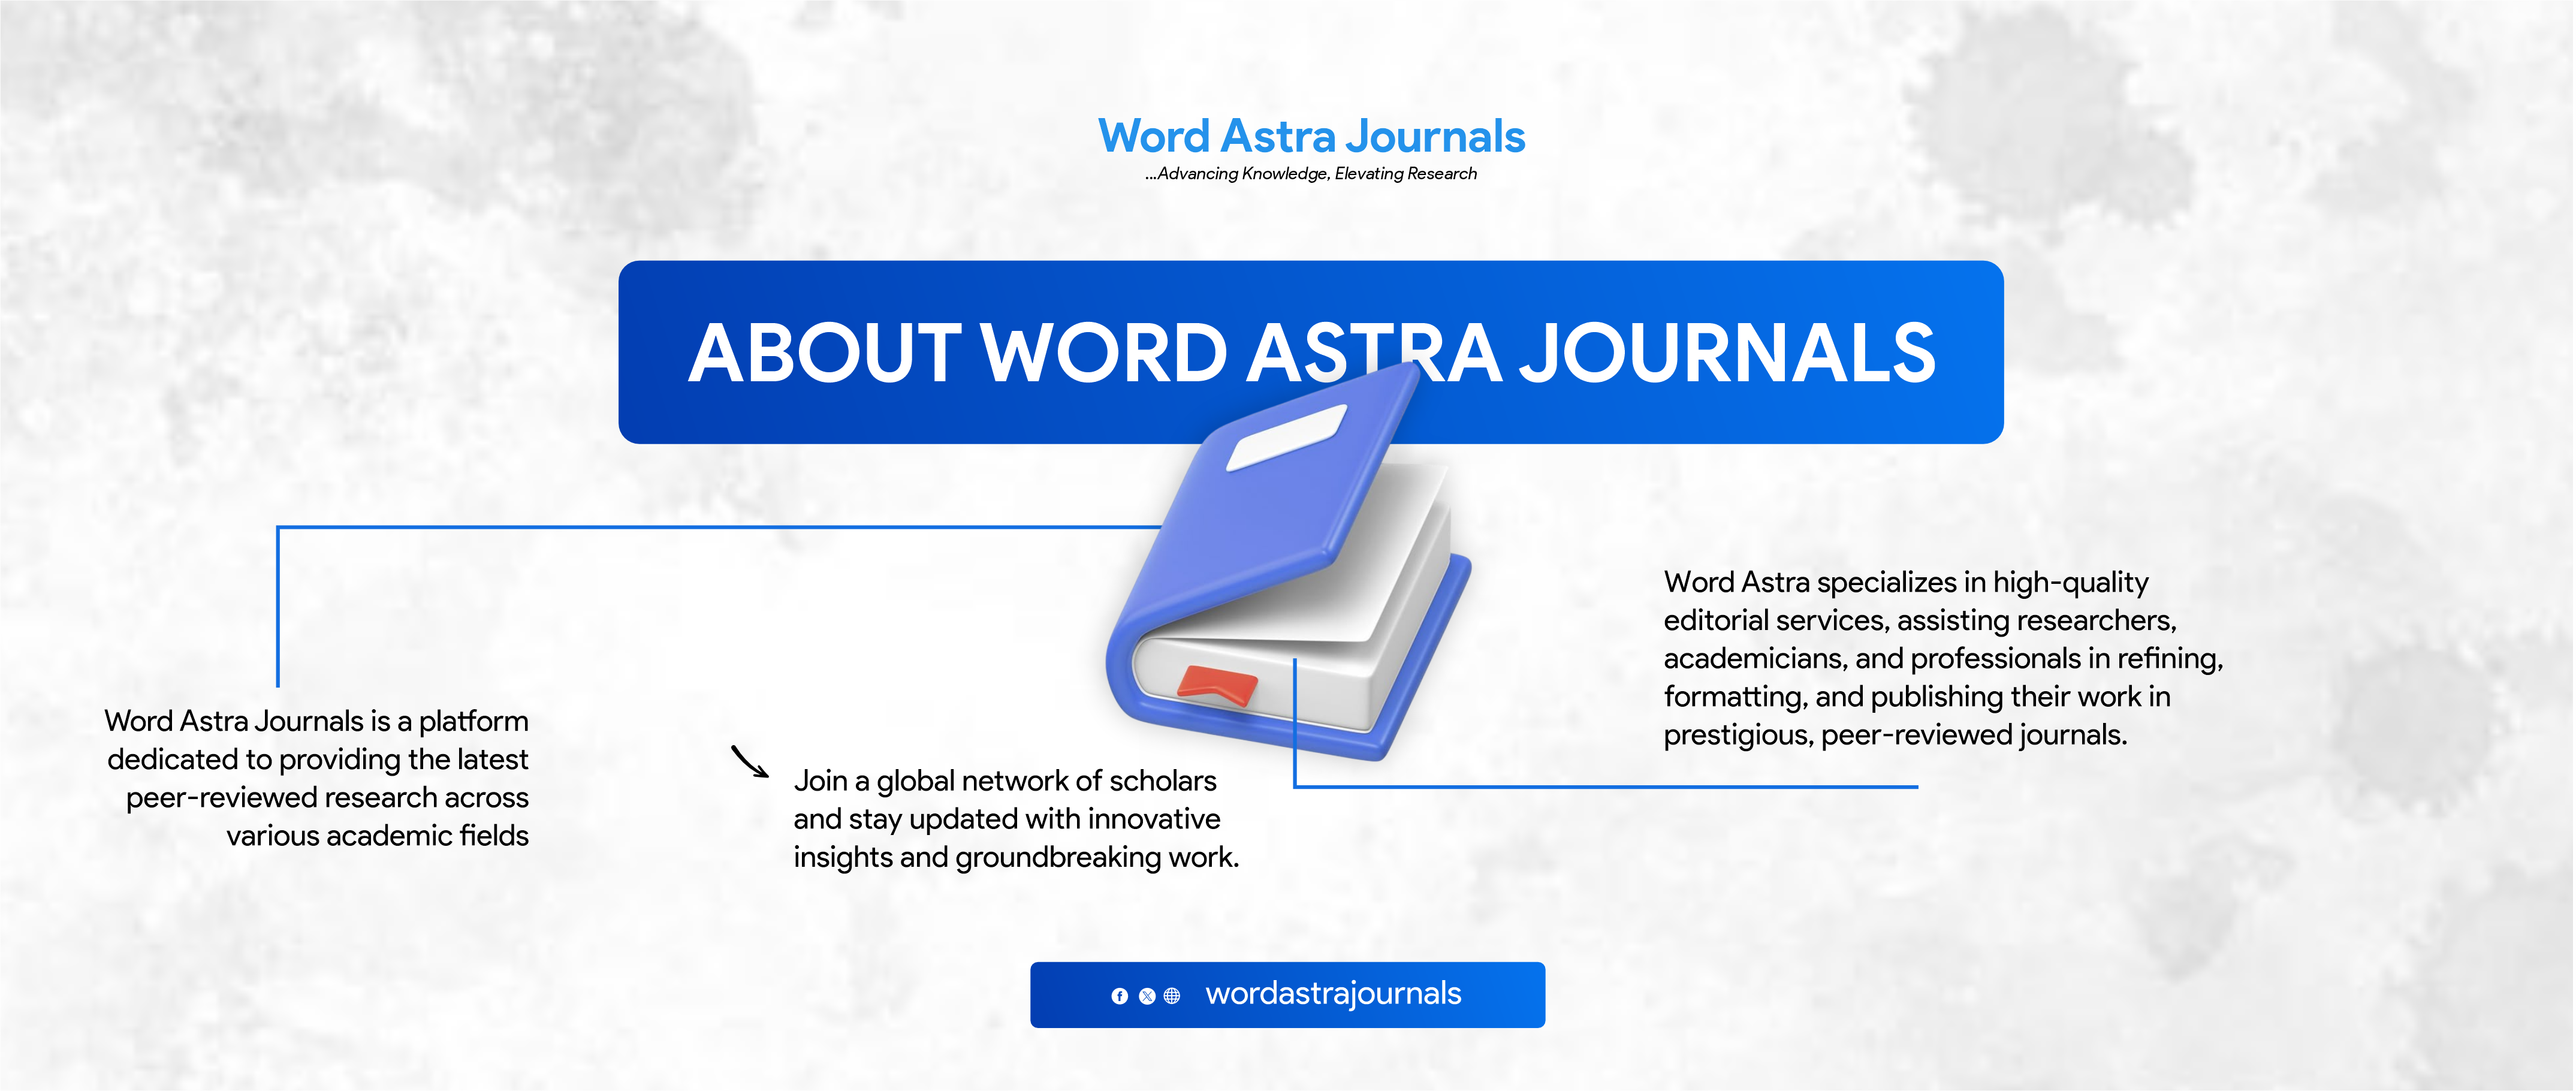 Word Astra Journals
...Advancing Knowledge, Elevating Research
ABOUT WORD ASTRA JOURNALS
Word Astra Journals is a platform
dedicated to providing the latest
peer-reviewed research across
various academic fields
Join a global network of scholars
and stay updated with innovative
insights and groundbreaking work.
Word Astra specializes in high-quality
editorial services, assisting researchers,
academicians, and professionals in refining,
formatting, and publishing their work in
prestigious, peer-reviewed journals.
wordastrajournals